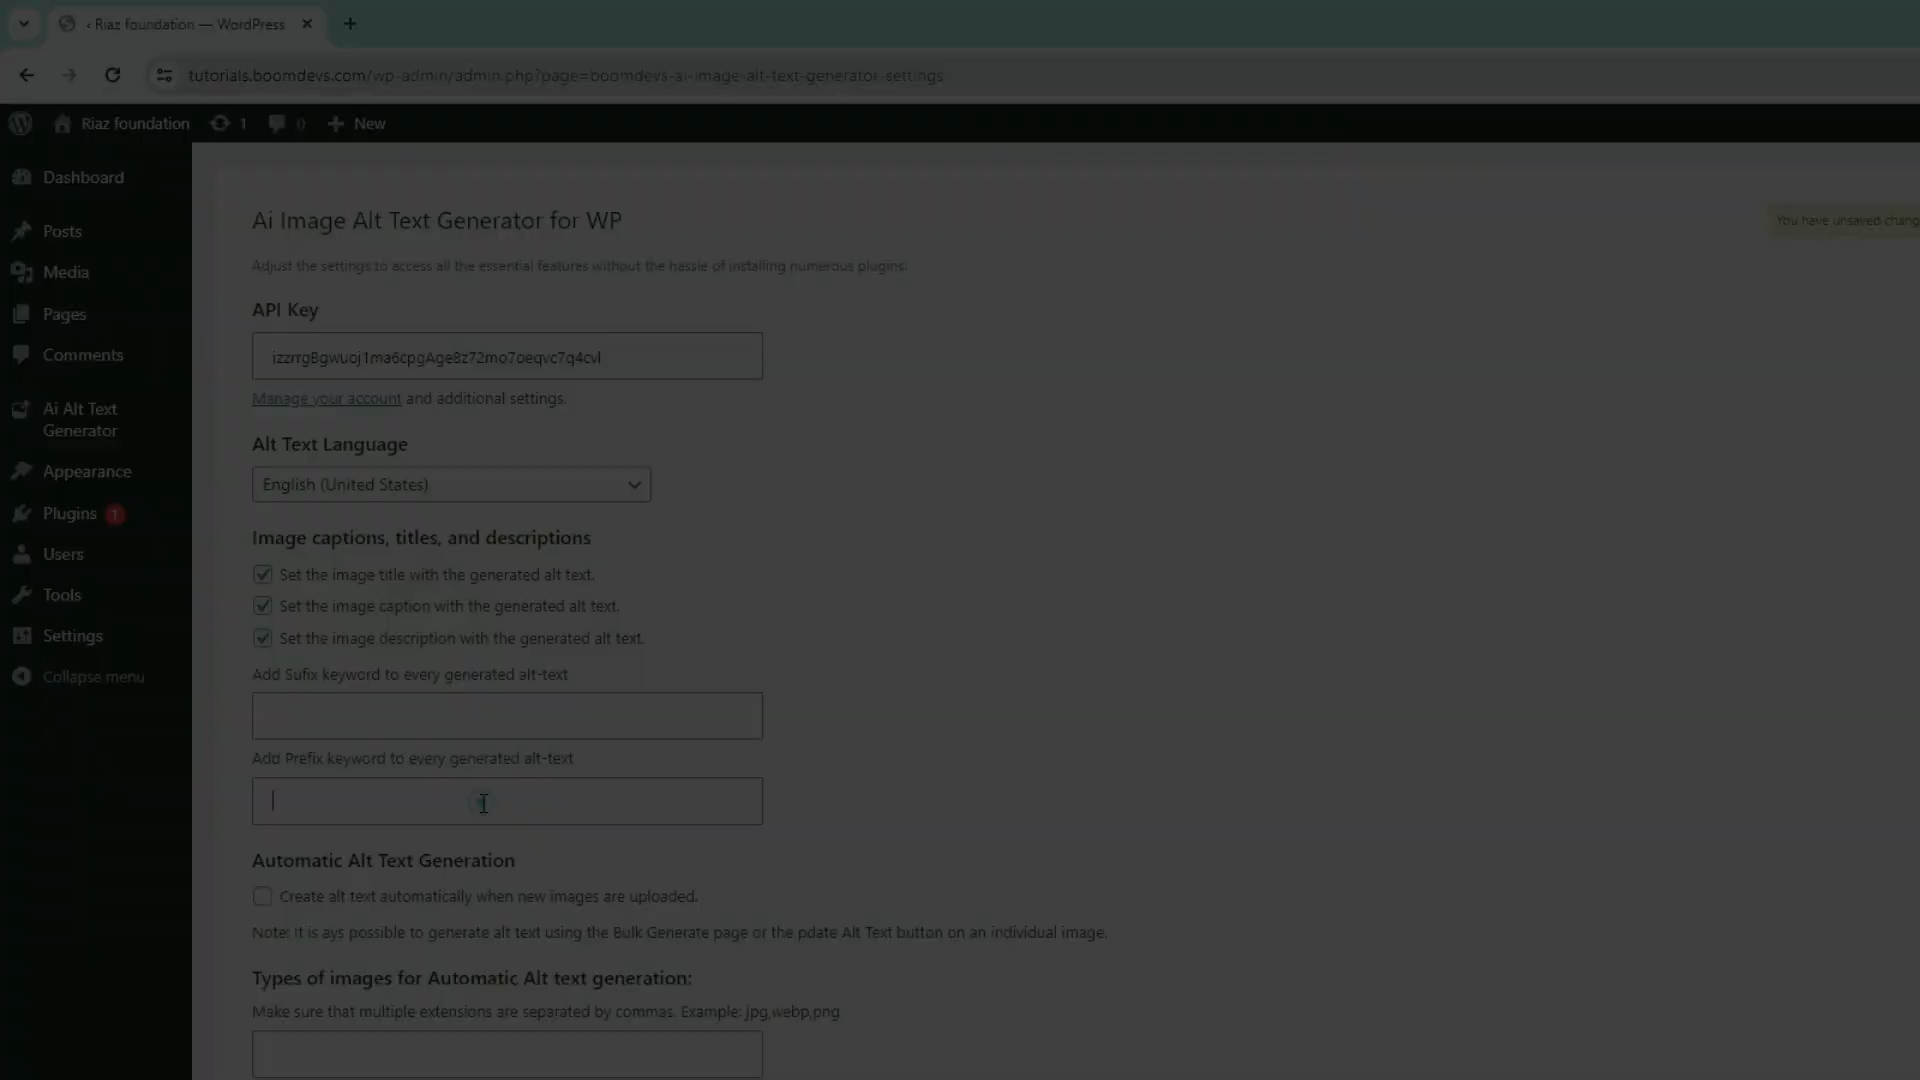 ‹ Riaz foundation — WordPress
tutorials.boomdevs.com/wp-admin/admin.php?page=boomdevs-ai-image-alt-text-generator-settings
Riaz foundation 1 0 New
Dashboard
Posts
Media
Pages
Comments
Ai Alt Text
Generator
Appearance
Plugins 1
Users
Tools
Settings
Collapse menu
Ai Image Alt Text Generator for WP
You have unsaved
Adjust the settings to access all the essential features without the hassle of installing numerous plugins.
API Key
Manage your account and additional settings.
Alt Text Language
English (United States)
Image captions, titles, and descriptions
Set the image title with the generated alt text.
Set the image caption with the generated alt text.
Set the image description with the generated alt text.
Add Sufix keyword to every generated alt-text
Add Prefix keyword to every generated alt-text
Automatic Alt Text Generation
Create alt text automatically when new images are uploaded.
Note: It is ays possible to generate alt text using the Bulk Generate page or the pdate Alt Text button on an individual image.
Types of images for Automatic Alt text generation:
Make sure that multiple extensions are separated by commas. Example: jpg,webp,png